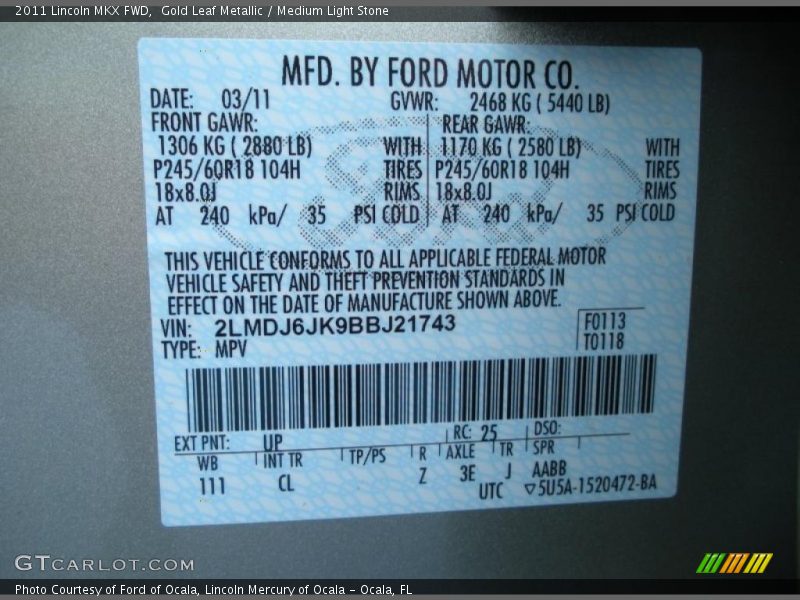 2011 Lincoln MKX FWD,  Gold Leaf Metallic / Medium Light Stone
MFD. BY FORD MOTOR CO.
DATE: 03/11 GVWR: 2468 KG ( 5440 LB)
FRONT GAWR: REAR GAWR:
1306 KG ( 2880 LB) WITH 1170 KG ( 2580 LB) WITH
P245/60R18 104H TIRES P245/60R18 104H TIRES
18x8.0J RIMS 18x8.0J RIMS
AT 240 kPa/ 35 PSI COLD AT 240 kPa/ 35 PSI COLD
THIS VEHICLE CONFORMS TO ALL APPLICABLE FEDERAL MOTOR
VEHICLE SAFETY AND THEFT PREVENTION STANDARDS IN
EFFECT ON THE DATE OF MANUFACTURE SHOWN ABOVE.
VIN: 2LMDJ6JK9BBJ21743 F0113
TYPE: MPV T0118
EXT PNT: UP RC: 25 DSO:
WB INT TR TP/PS R AXLE TR SPR
111 CL Z 3E J AABB
UTC ▽5U5A-1520472-BA
GTCARLOT.COM
Photo Courtesy of Ford of Ocala, Lincoln Mercury of Ocala - Ocala, FL